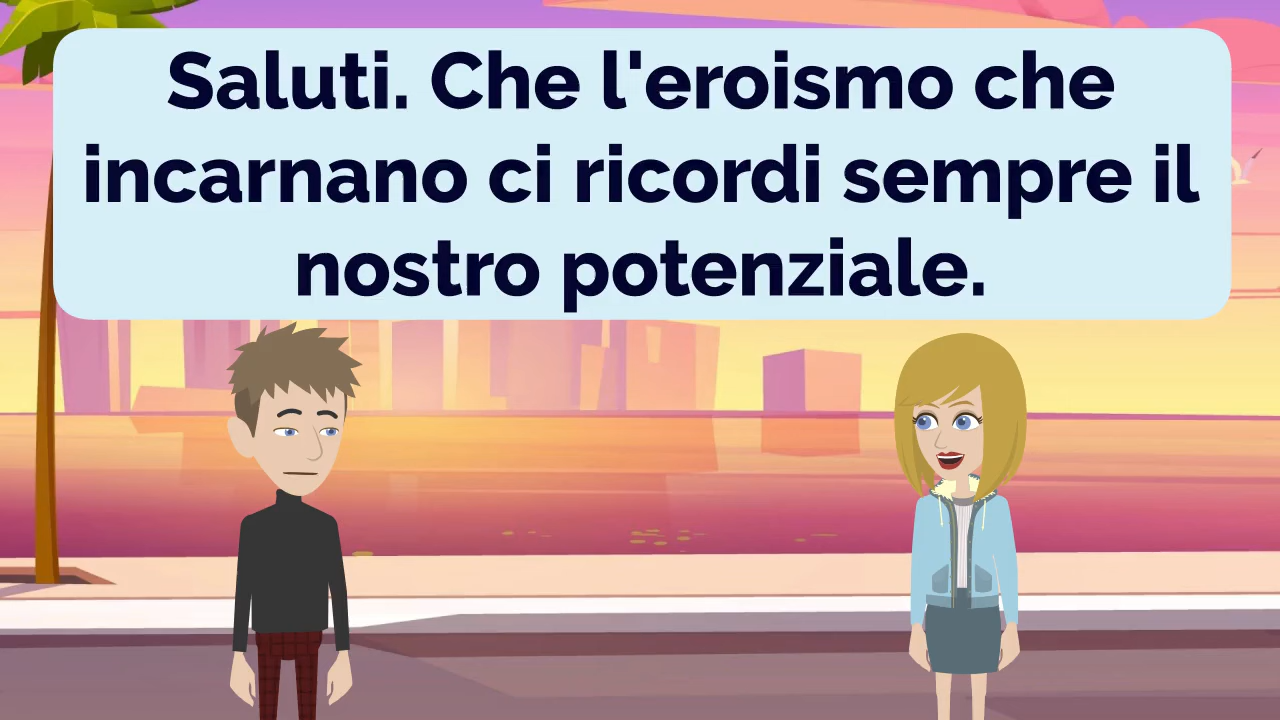 Saluti. Che l'eroismo che
incarnano ci ricordi sempre il
nostro potenziale.